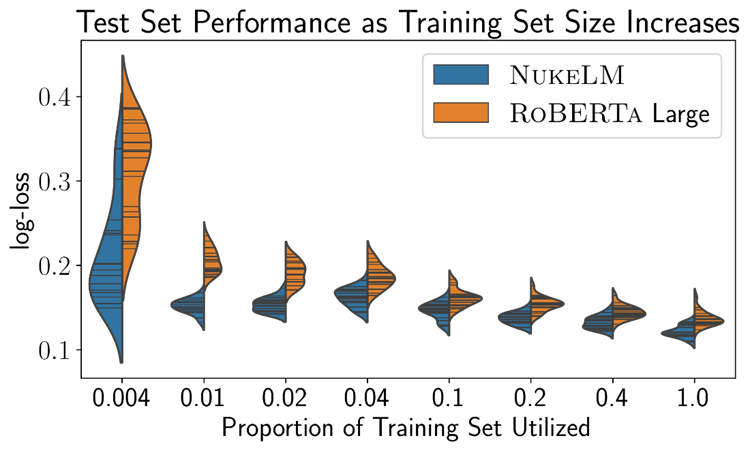 Test Set Performance as Training Set Size Increases
NukeLM
RoBERTa Large
log-loss
0.4
0.3
0.2
0.1
0.004 0.01 0.02 0.04 0.1 0.2 0.4 1.0
Proportion of Training Set Utilized